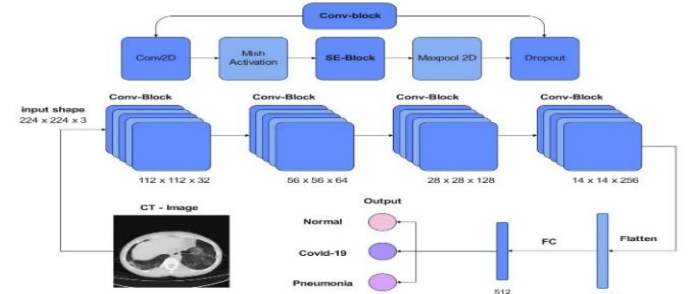 Conv-block
Conv2D
Mish
Activation
SE-Block
Maxpool 2D
Dropout
input shape
224 x 224 x 3
Conv-Block
Conv-Block
Conv-Block
Conv-Block
112 x 112 x 32
56 x 56 x 64
28 x 28 x 128
14 x 14 x 256
CT - Image
Output
Normal
Covid-19
Pneumonia
FC
Flatten
512